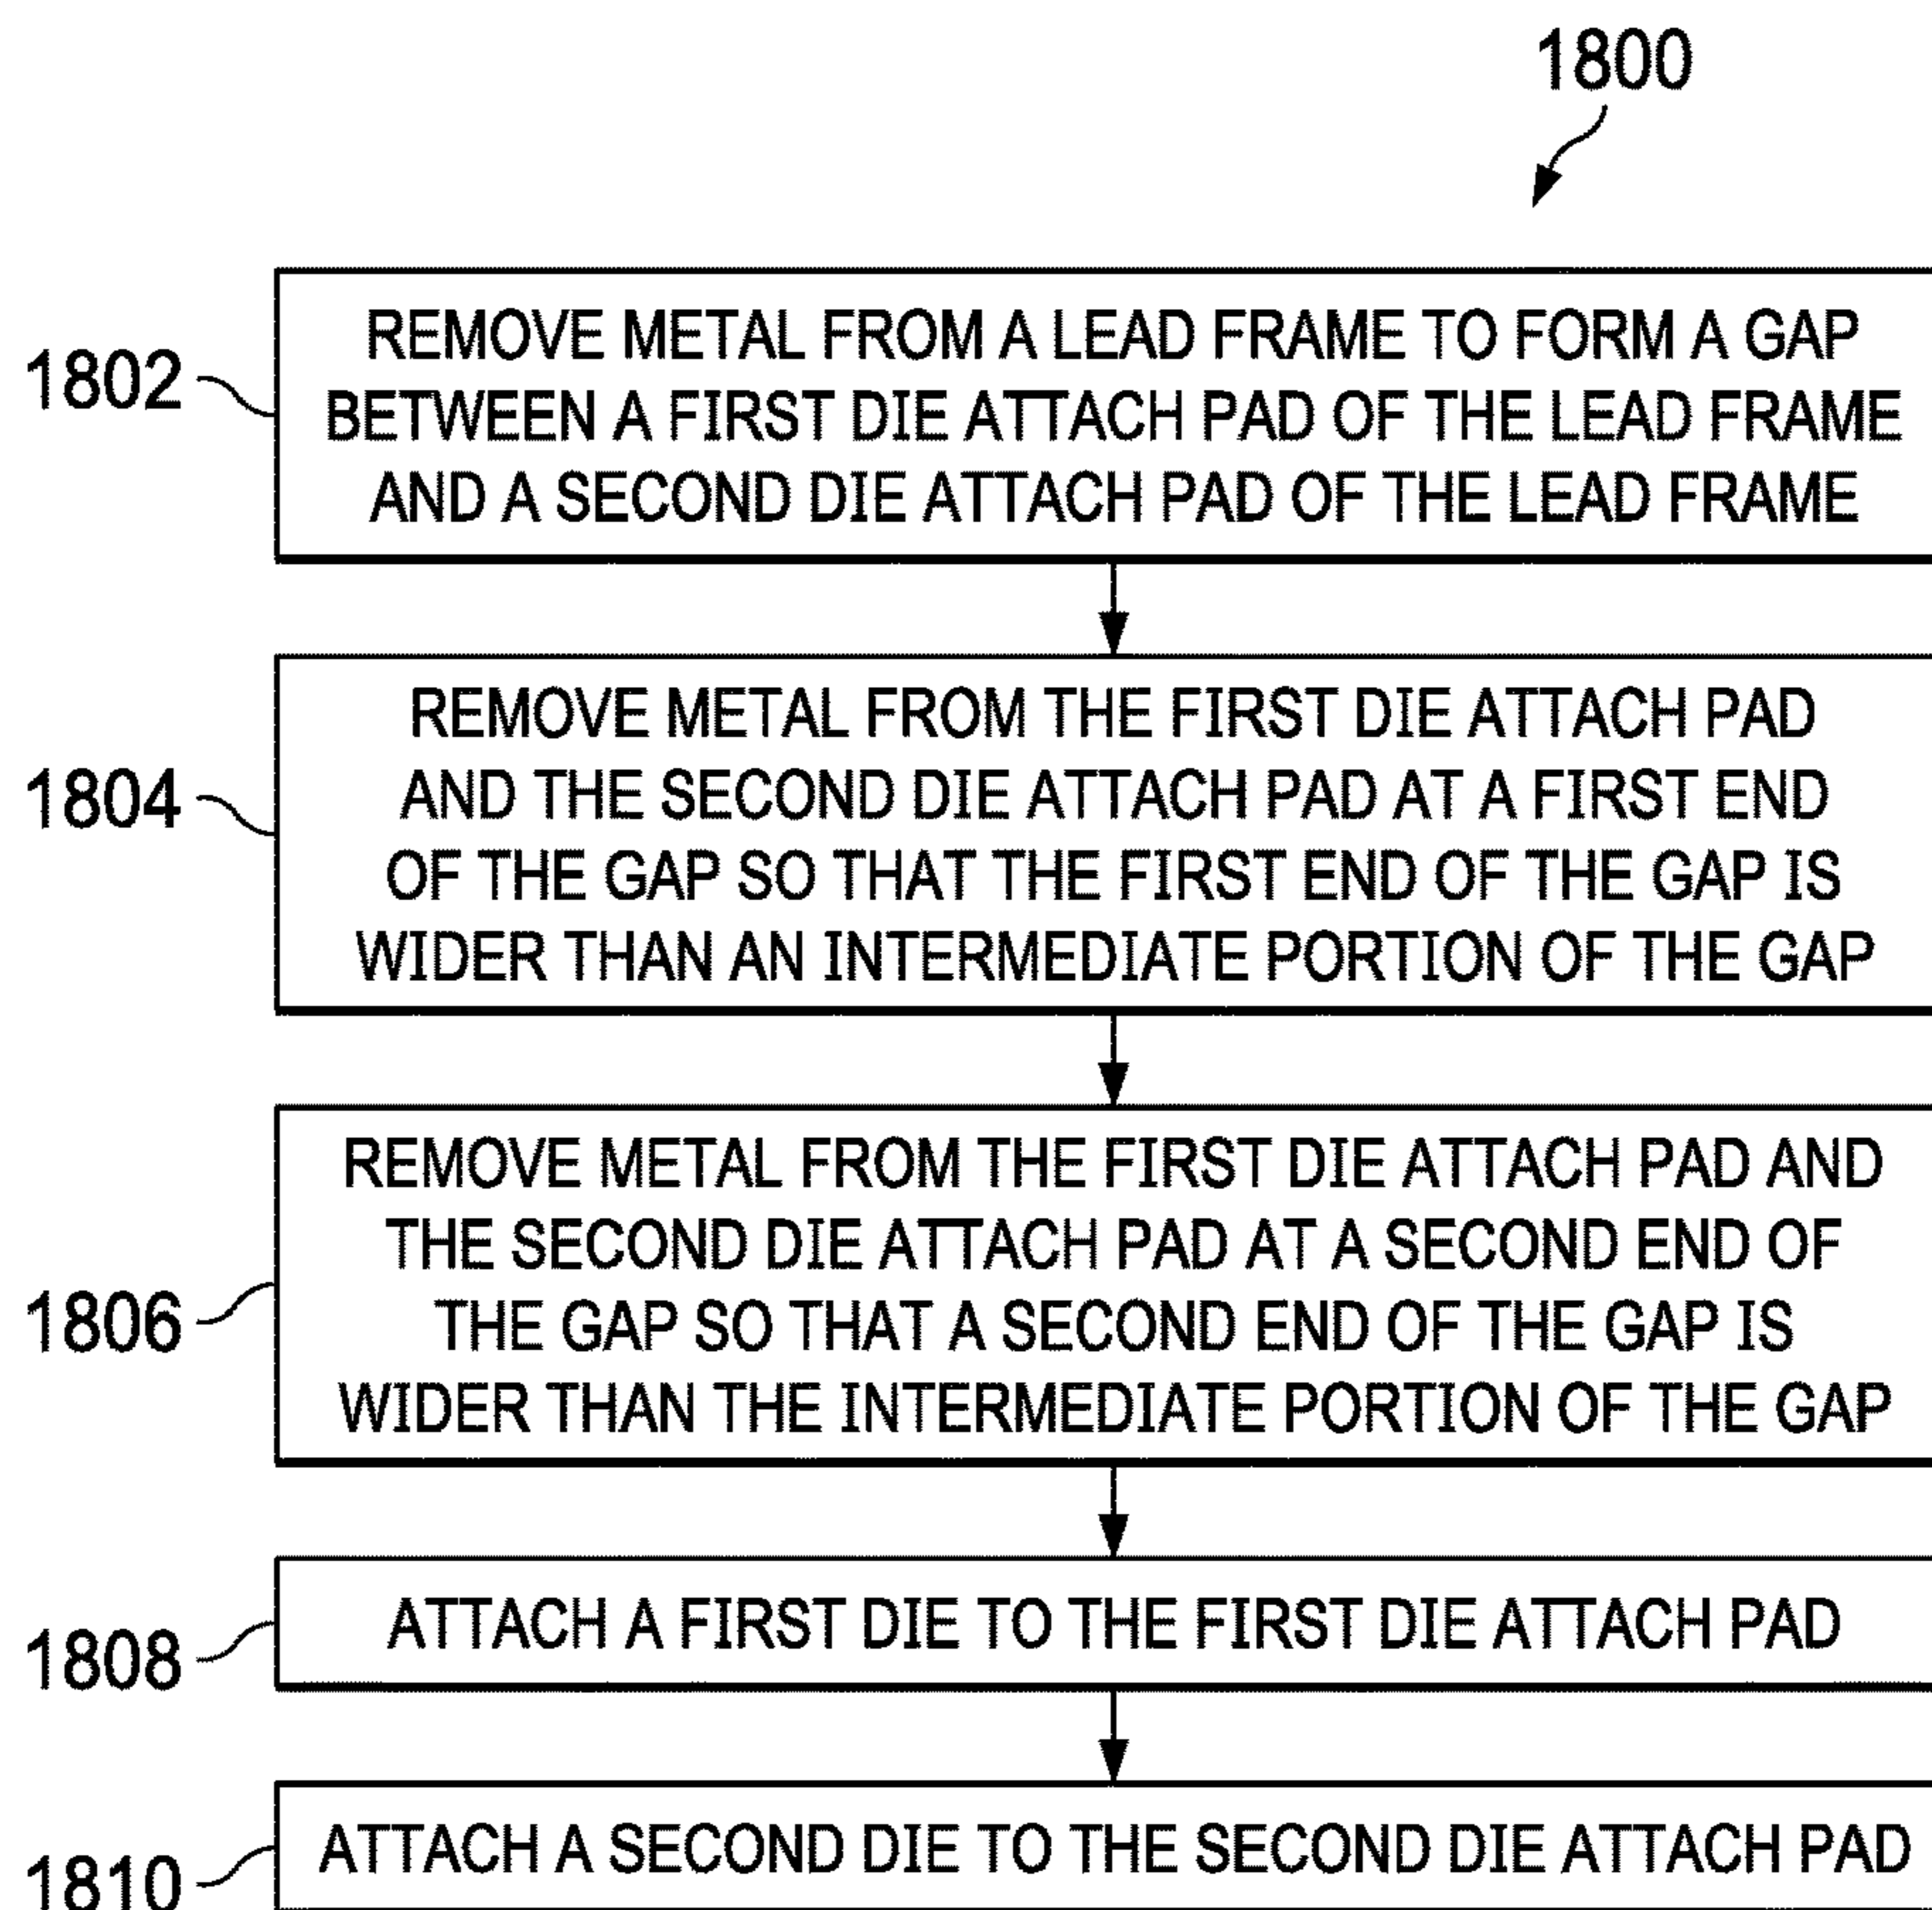 1800
1802
REMOVE METAL FROM A LEAD FRAME TO FORM A GAP
BETWEEN A FIRST DIE ATTACH PAD OF THE LEAD FRAME
AND A SECOND DIE ATTACH PAD OF THE LEAD FRAME
1804
REMOVE METAL FROM THE FIRST DIE ATTACH PAD
AND THE SECOND DIE ATTACH PAD AT A FIRST END
OF THE GAP SO THAT THE FIRST END OF THE GAP IS
WIDER THAN AN INTERMEDIATE PORTION OF THE GAP
1806
REMOVE METAL FROM THE FIRST DIE ATTACH PAD AND
THE SECOND DIE ATTACH PAD AT A SECOND END OF
THE GAP SO THAT A SECOND END OF THE GAP IS
WIDER THAN THE INTERMEDIATE PORTION OF THE GAP
1808
ATTACH A FIRST DIE TO THE FIRST DIE ATTACH PAD
1810
ATTACH A SECOND DIE TO THE SECOND DIE ATTACH PAD